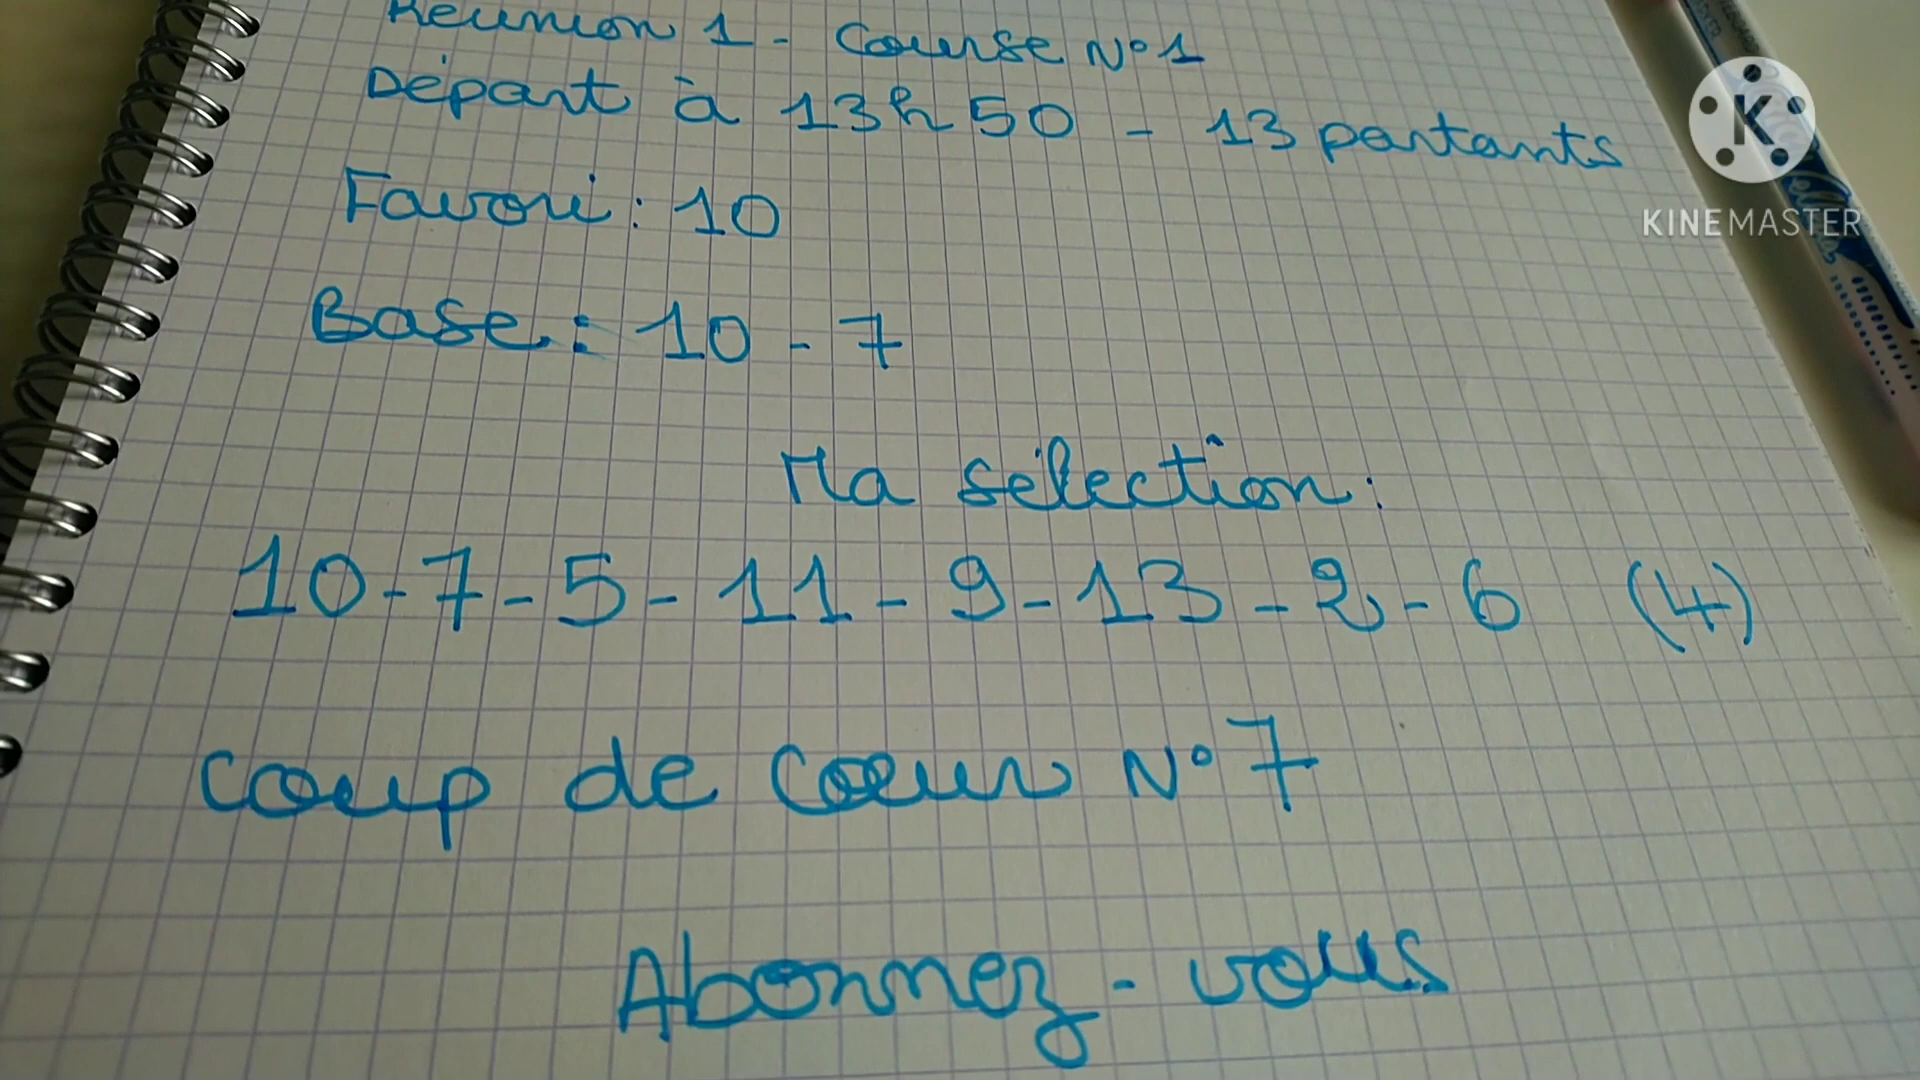 Réunion 1 - Course N°1
Départ à 13h50 - 13 partants
Favori : 10
Base : 10 - 7
Ma sélection :
10 - 7 - 5 - 11 - 9 - 13 - 2 - 6 (4)
Coup de Coeur N°7
Abonnez-vous
K
KINEMASTER